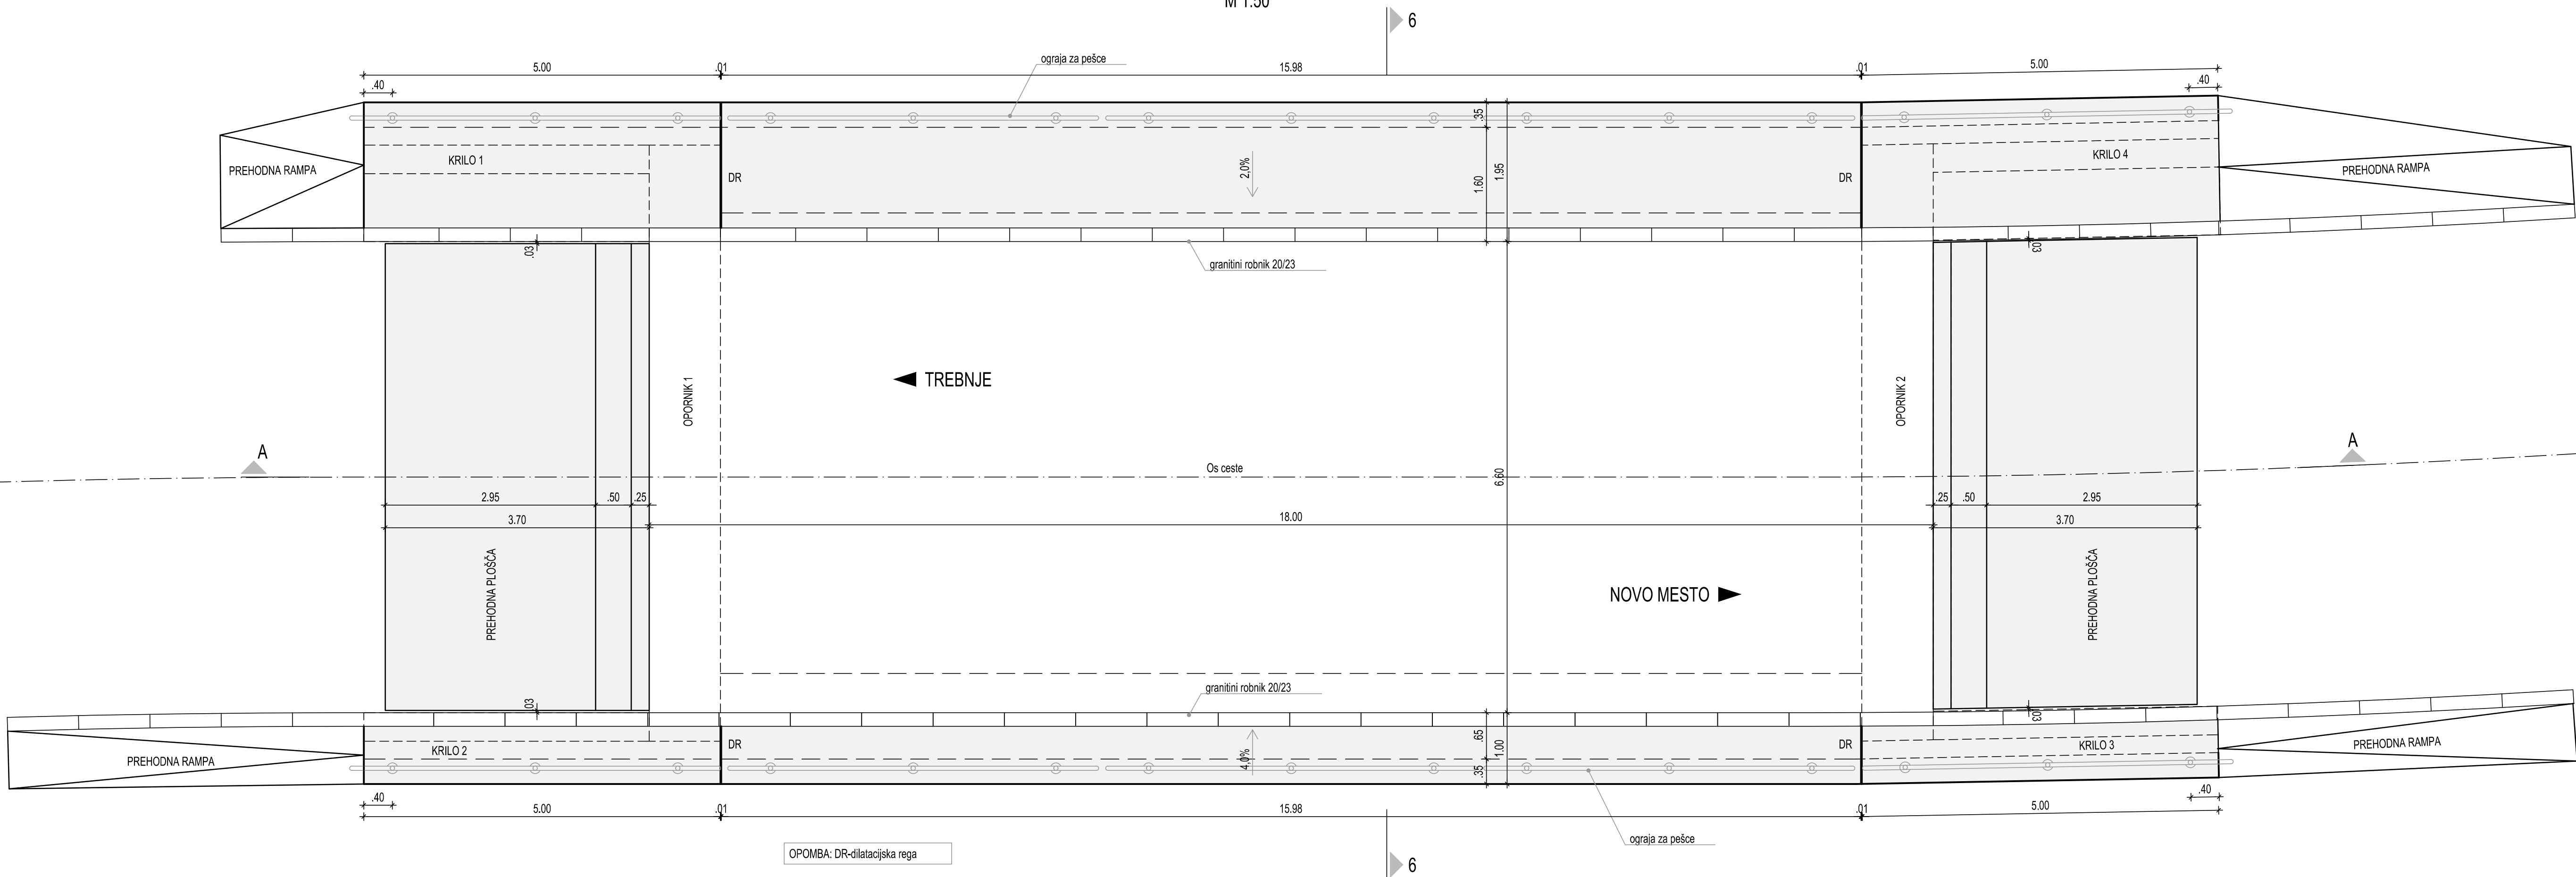 M 1:50
6
5.00
.01
15.98
.01
5.00
.40
.40
ograja za pešce
.35
KRILO 1
KRILO 4
PREHODNA RAMPA
PREHODNA RAMPA
DR
DR
2,0%
1.60
1.95
.03
.03
granitini robnik 20/23
TREBNJE
OPORNIK 1
OPORNIK 2
A
A
Os ceste
6.60
2.95
.50
.25
.25
.50
2.95
3.70
18.00
3.70
PREHODNA PLOŠČA
PREHODNA PLOŠČA
NOVO MESTO
granitini robnik 20/23
.03
.03
KRILO 2
KRILO 3
PREHODNA RAMPA
PREHODNA RAMPA
DR
DR
4,0%
.65
1.00
.35
.40
.40
5.00
.01
15.98
.01
5.00
ograja za pešce
OPOMBA: DR-dilatacijska rega
6